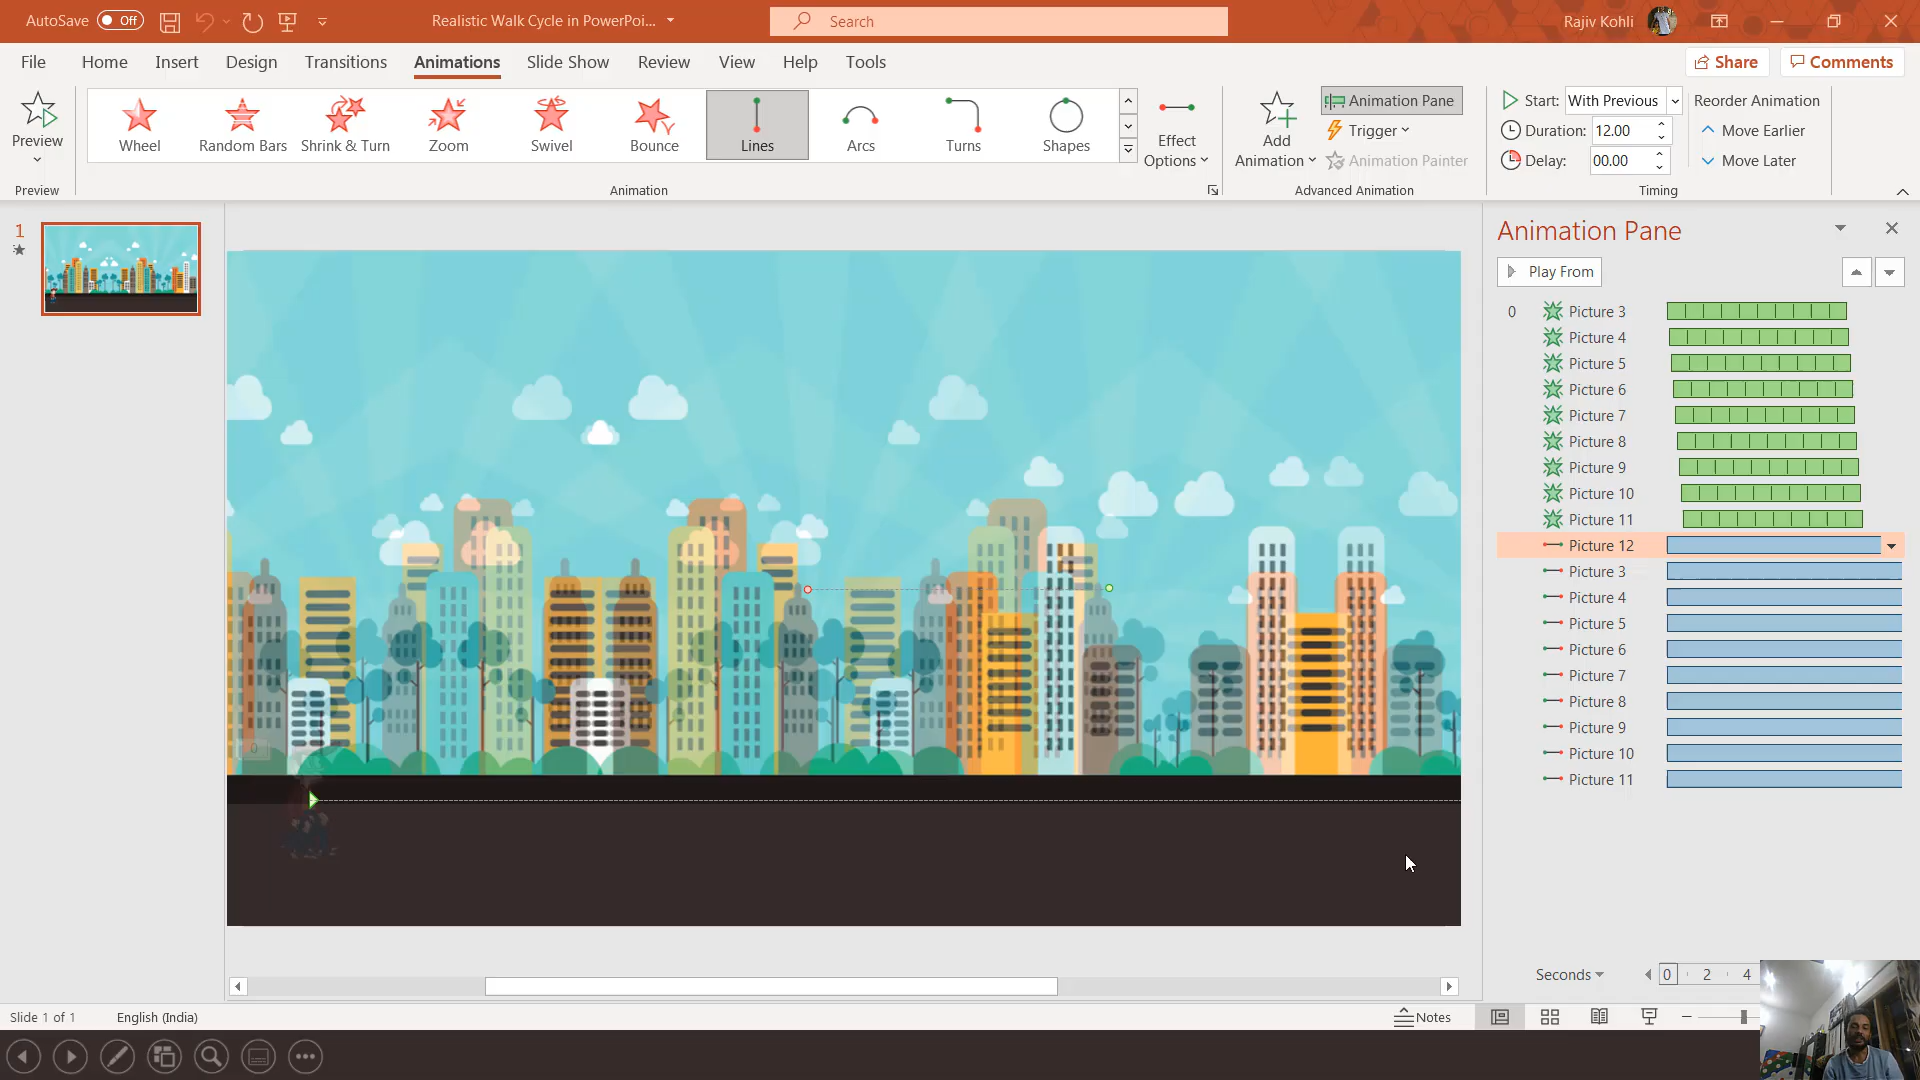 AutoSave Off
Realistic Walk Cycle in PowerPoi...
Search
Rajiv Kohli
File Home Insert Design Transitions Animations Slide Show Review View Help Tools
Share Comments
Preview
Preview
Wheel Random Bars Shrink & Turn Zoom Swivel Bounce Lines Arcs Turns Shapes
Animation
Effect
Options
Add
Animation
Animation Pane
Trigger
Animation Painter
Advanced Animation
Start: With Previous
Duration: 12.00
Delay: 00.00
Timing
Reorder Animation
Move Earlier
Move Later
1
0
Animation Pane
Play From
0 Picture 3
Picture 4
Picture 5
Picture 6
Picture 7
Picture 8
Picture 9
Picture 10
Picture 11
Picture 12
Picture 3
Picture 4
Picture 5
Picture 6
Picture 7
Picture 8
Picture 9
Picture 10
Picture 11
Seconds 0 2 4
Slide 1 of 1 English (India)
Notes